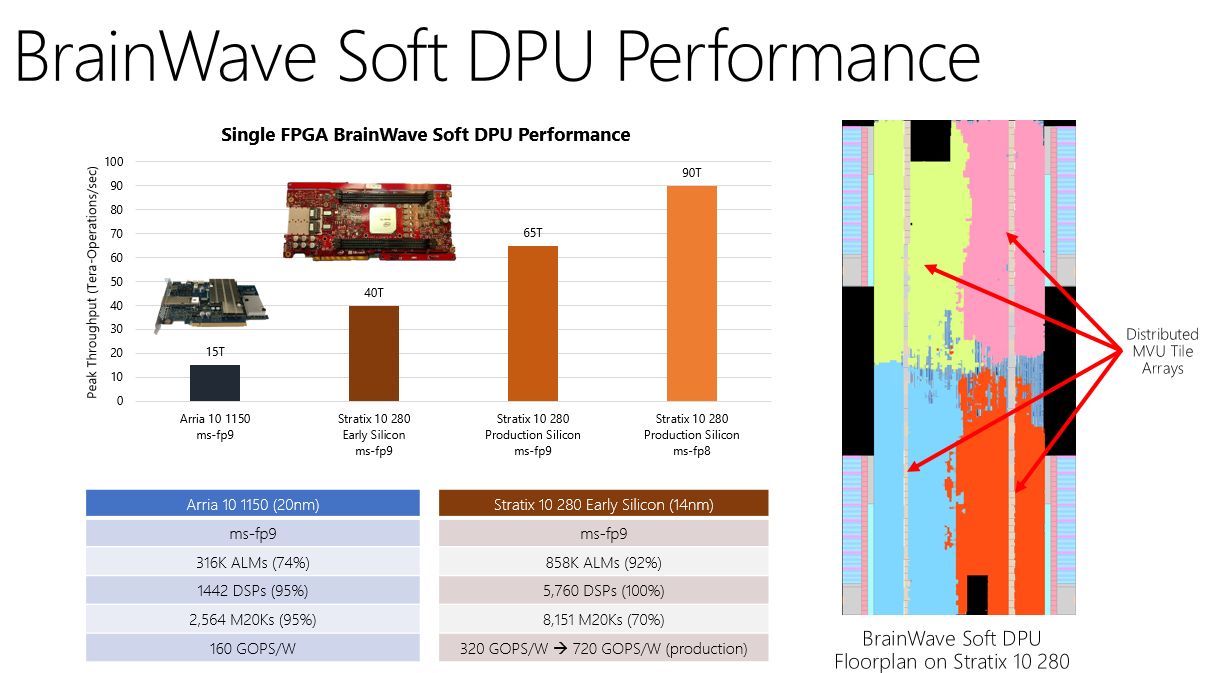 BrainWave Soft DPU Performance
Single FPGA BrainWave Soft DPU Performance
Peak Throughput (Tera-Operations/sec)
100
90
80
70
60
50
40
30
20
10
0
15T
40T
65T
90T
Arria 10 1150
ms-fp9
Stratix 10 280
Early Silicon
ms-fp9
Stratix 10 280
Production Silicon
ms-fp9
Stratix 10 280
Production Silicon
ms-fp8
Arria 10 1150 (20nm)
ms-fp9
316K ALMs (74%)
1442 DSPs (95%)
2,564 M20Ks (95%)
160 GOPS/W
Stratix 10 280 Early Silicon (14nm)
ms-fp9
858K ALMs (92%)
5,760 DSPs (100%)
8,151 M20Ks (70%)
320 GOPS/W → 720 GOPS/W (production)
Distributed
MVU Tile
Arrays
BrainWave Soft DPU
Floorplan on Stratix 10 280